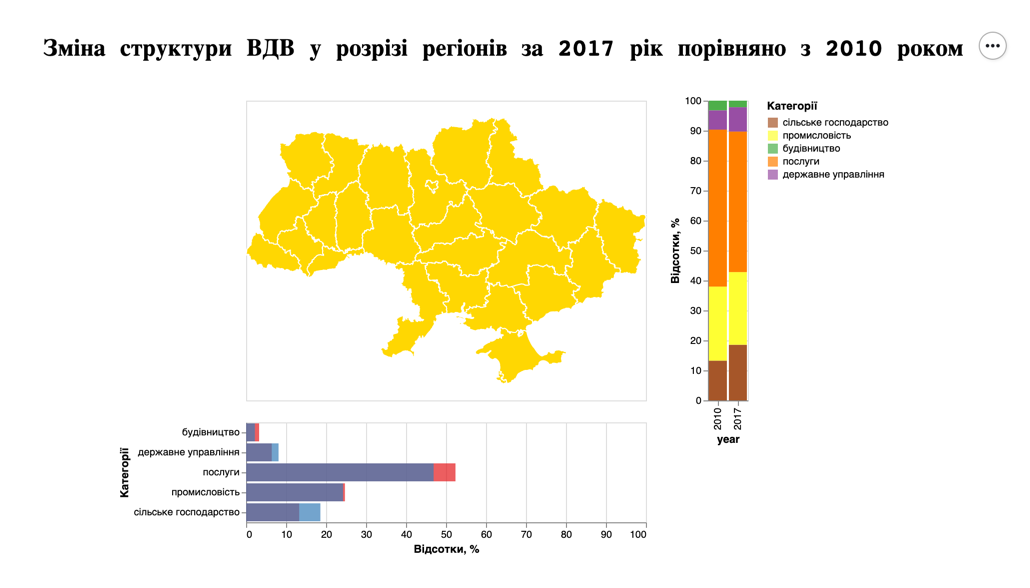 Зміна структури ВДВ у розрізі регіонів за 2017 рік порівняно з 2010 роком
100
90
80
70
60
50
40
30
20
10
0
Відсотки, %
2010
2017
year
Категорії
сільське господарство
промисловість
будівництво
послуги
державне управління
Категорії
будівництво
державне управління
послуги
промисловість
сільське господарство
0 10 20 30 40 50 60 70 80 90 100
Відсотки, %